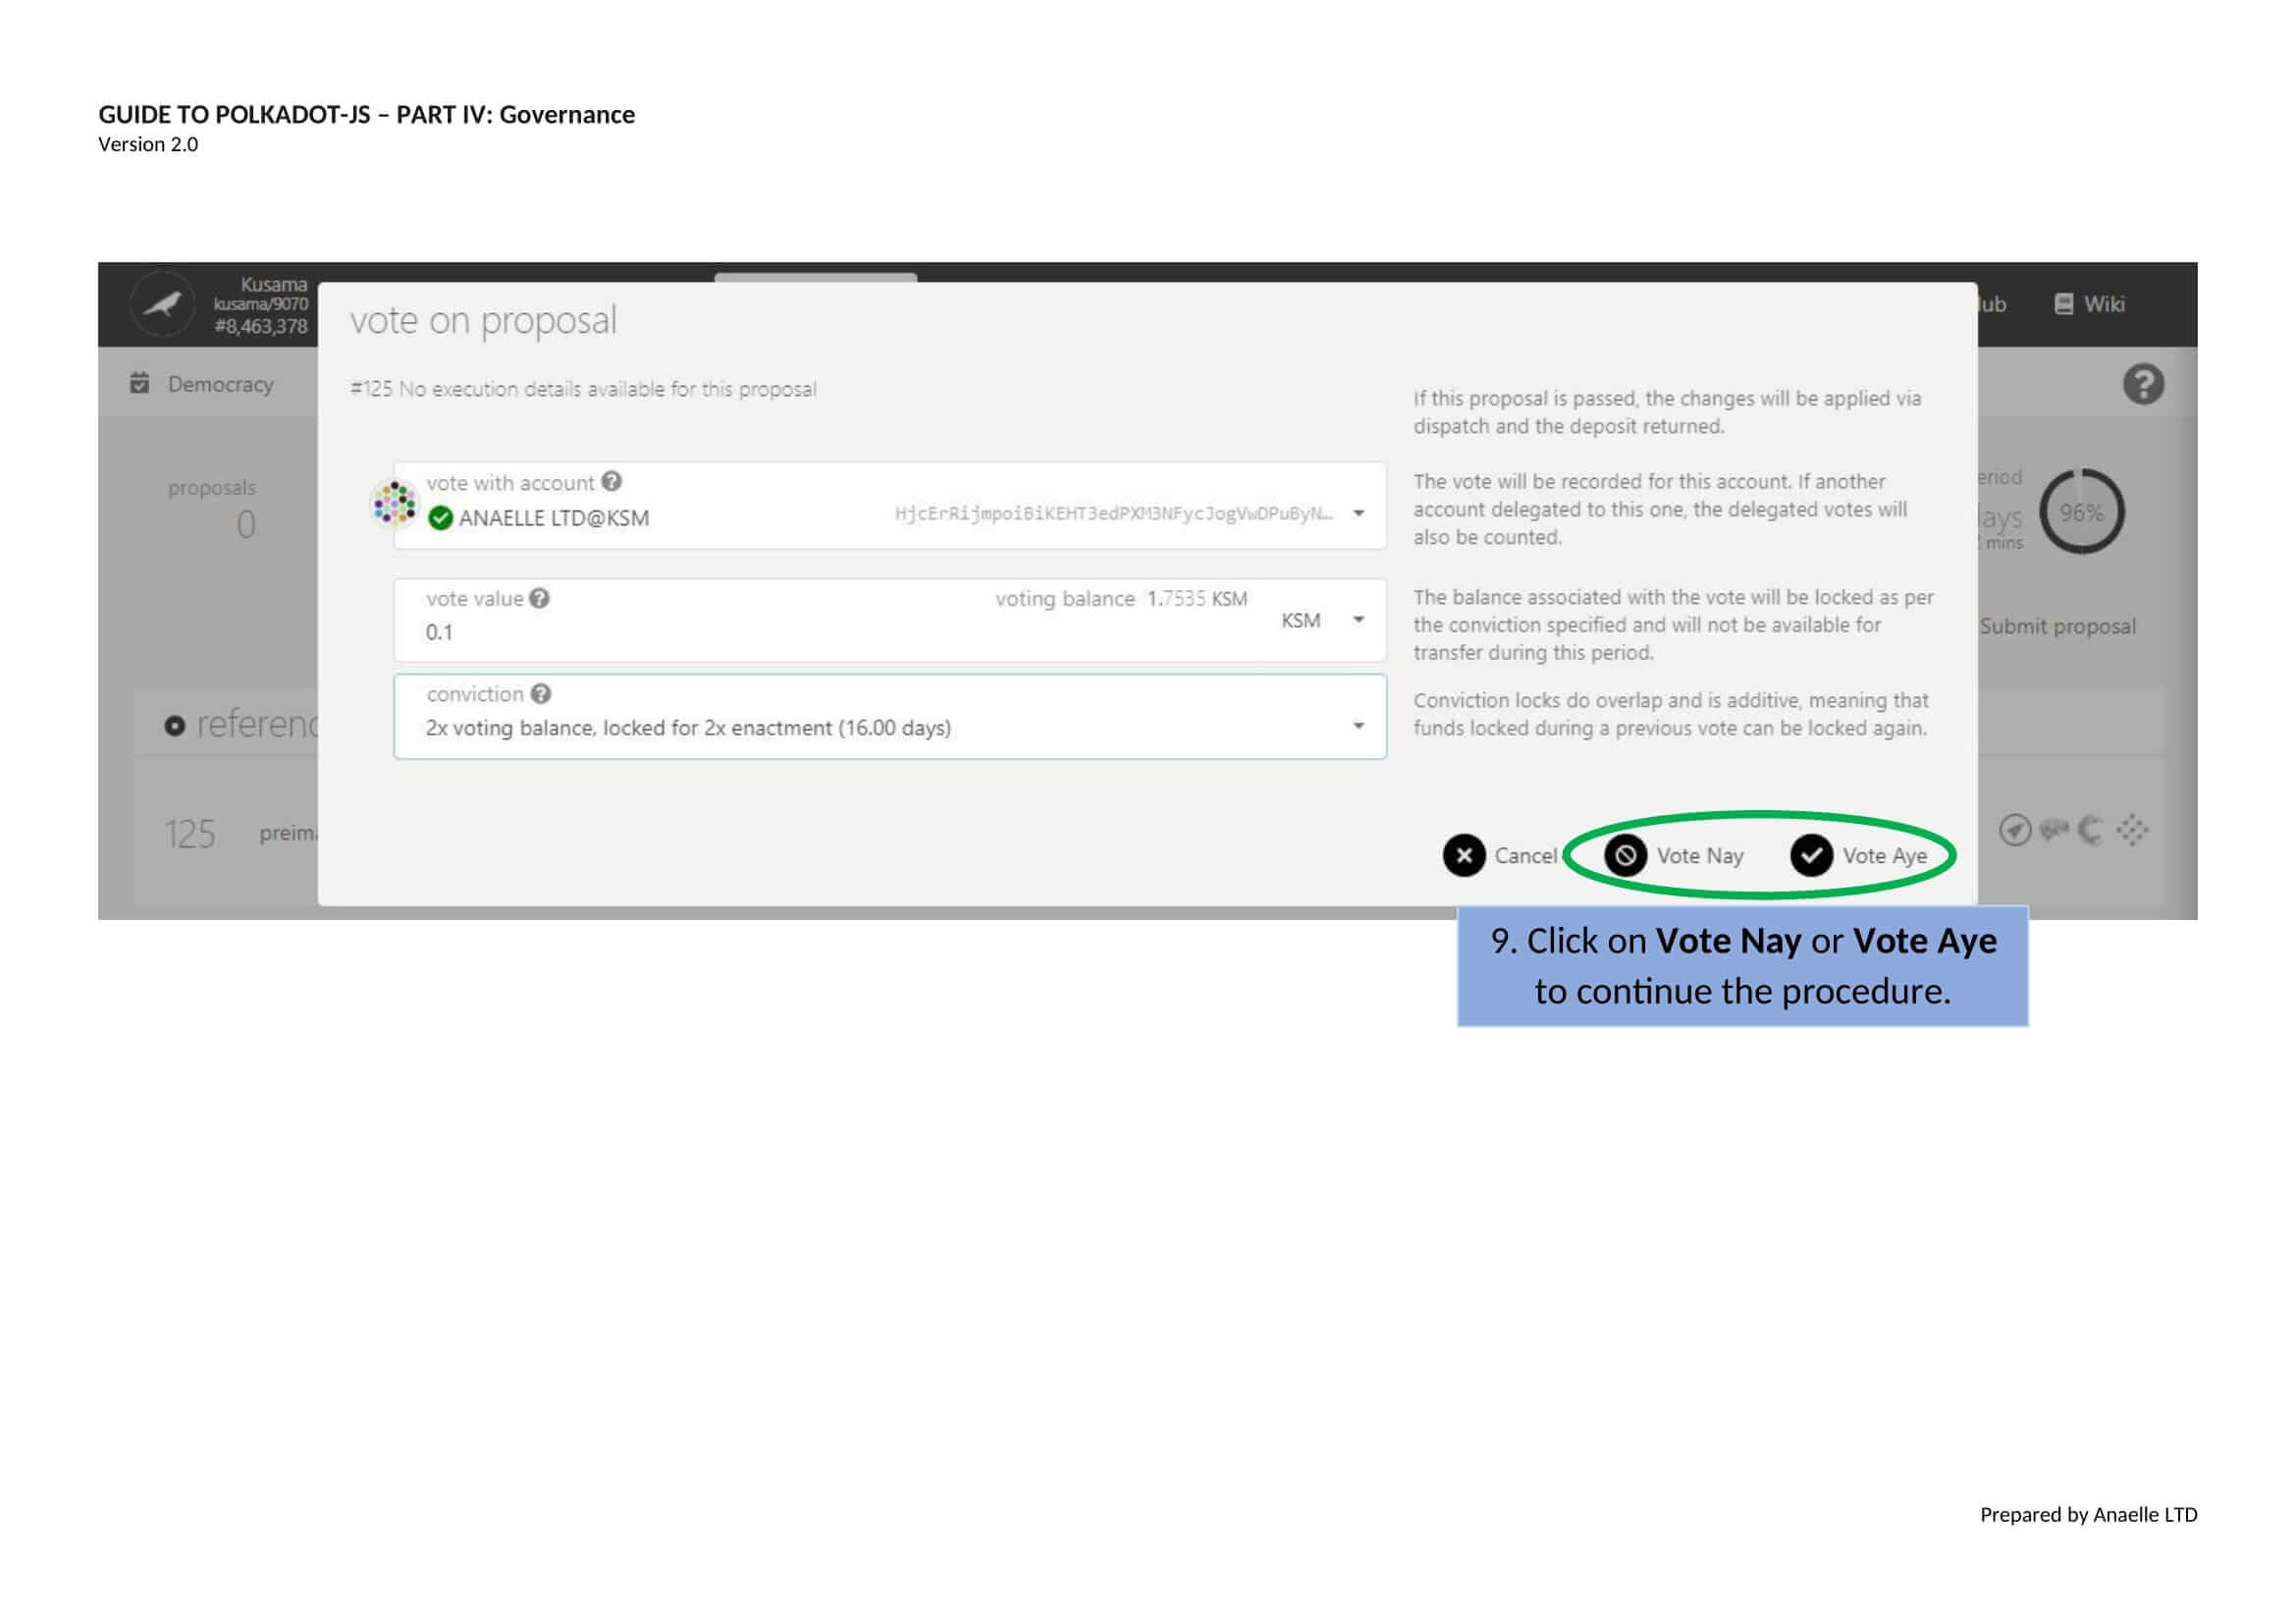 GUIDE TO POLKADOT-JS – PART IV: Governance
Version 2.0
Kusama
kusama/9070
#8,463,378
Wiki
Democracy
proposals
0
125
vote on proposal
#125 No execution details available for this proposal
If this proposal is passed, the changes will be applied via
dispatch and the deposit returned.
vote with account
ANAELLE LTD@KSM
HjcErRijmpoiBiKEHT3edPXM3NFycJogVwDPuByN…
The vote will be recorded for this account. If another
account delegated to this one, the delegated votes will
also be counted.
vote value
voting balance 1.7535 KSM
0.1
KSM
The balance associated with the vote will be locked as per
the conviction specified and will not be available for
transfer during this period.
conviction
2x voting balance, locked for 2x enactment (16.00 days)
Conviction locks do overlap and is additive, meaning that
funds locked during a previous vote can be locked again.
Cancel
Vote Nay
Vote Aye
mins
96%
Submit proposal
9. Click on Vote Nay or Vote Aye
to continue the procedure.
Prepared by Anaelle LTD